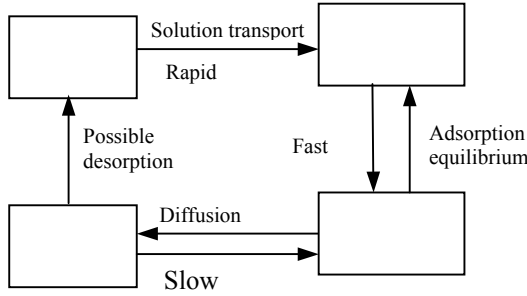 Solution transport
Rapid
Possible
desorption
Fast
Adsorption
equilibrium
Diffusion
Slow